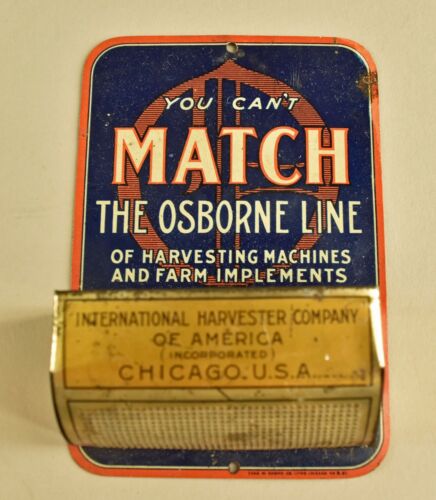 YOU CAN'T
MATCH
THE OSBORNE LINE
OF HARVESTING MACHINES
AND FARM IMPLEMENTS
INTERNATIONAL HARVESTER COMPANY
OF AMERICA
(INCORPORATED)
CHICAGO. U.S.A.